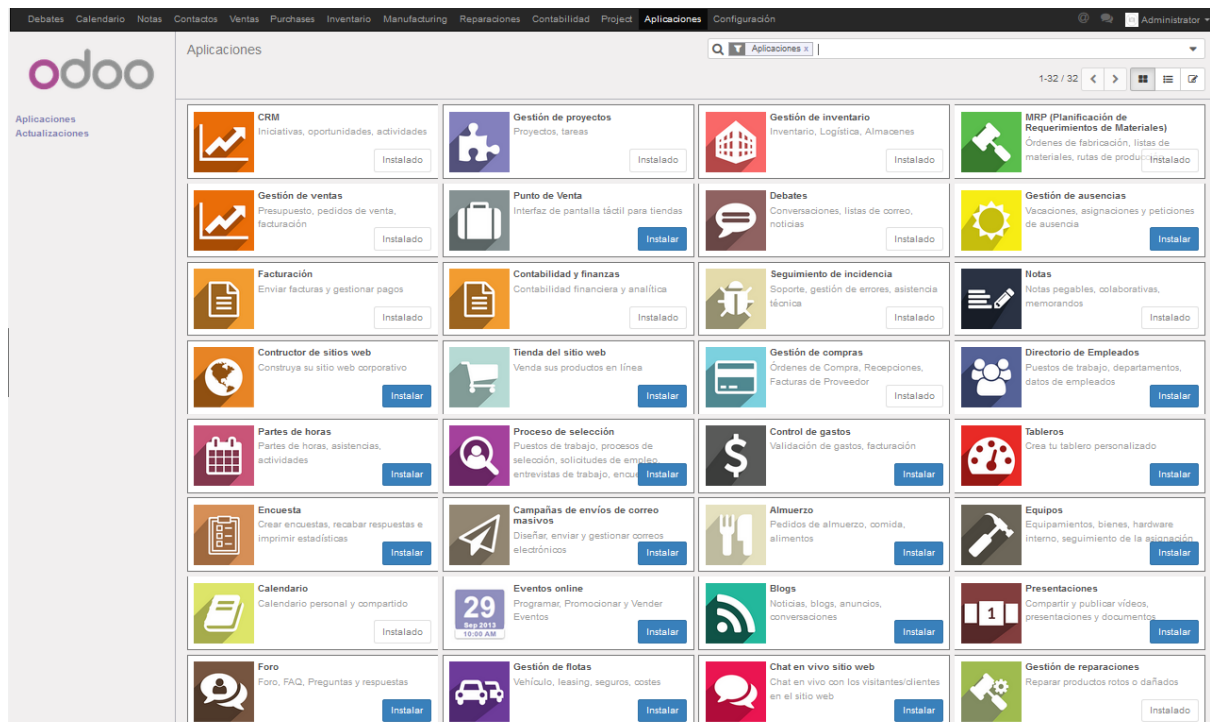 Debates Calendario Notas Contactos Ventas Purchases Inventario Manufacturing Reparaciones Contabilidad Project Aplicaciones Configuración @ Administrator
odoo
Aplicaciones
Aplicaciones x
1-32 / 32
Aplicaciones
Actualizaciones
CRM
Iniciativas, oportunidades, actividades
Instalado
Gestión de proyectos
Proyectos, tareas
Instalado
Gestión de inventario
Inventario, Logística, Almacenes
Instalado
MRP (Planificación de
Requerimientos de Materiales)
Órdenes de fabricación, listas de
materiales, rutas de produc
Instalado
Gestión de ventas
Presupuesto, pedidos de venta,
facturación
Instalado
Punto de Venta
Interfaz de pantalla táctil para tiendas
Instalar
Debates
Conversaciones, listas de correo,
noticias
Instalado
Gestión de ausencias
Vacaciones, asignaciones y peticiones
de ausencia
Instalar
Facturación
Enviar facturas y gestionar pagos
Instalado
Contabilidad y finanzas
Contabilidad financiera y analítica
Instalado
Seguimiento de incidencia
Soporte, gestión de errores, asistencia
técnica
Instalado
Notas
Notas pegables, colaborativas,
memorandos
Instalado
Contructor de sitios web
Construya su sitio web corporativo
Instalar
Tienda del sitio web
Venda sus productos en línea
Instalar
Gestión de compras
Órdenes de Compra, Recepciones,
Facturas de Proveedor
Instalado
Directorio de Empleados
Puestos de trabajo, departamentos,
datos de empleados
Instalar
Partes de horas
Partes de horas, asistencias,
actividades
Instalar
Proceso de selección
Puestos de trabajo, procesos de
selección, solicitudes de empleo,
entrevistas de trabajo, encue
Instalar
Control de gastos
Validación de gastos, facturación
Instalar
Tableros
Crea tu tablero personalizado
Instalar
Encuesta
Crear encuestas, recabar respuestas e
imprimir estadísticas
Instalar
Campañas de envíos de correo
masivos
Diseñar, enviar y gestionar correos
electrónicos
Instalar
Almuerzo
Pedidos de almuerzo, comida,
alimentos
Instalar
Equipos
Equipamientos, bienes, hardware
interno, seguimiento de la asignación
Instalar
Calendario
Calendario personal y compartido
Instalado
29
Sep 2013
10:00 AM
Eventos online
Programar, Promocionar y Vender
Eventos
Instalar
Blogs
Noticias, blogs, anuncios,
conversaciones
Instalar
1
Presentaciones
Compartir y publicar vídeos,
presentaciones y documentos
Instalar
Foro
Foro, FAQ, Preguntas y respuestas
Instalar
Gestión de flotas
Vehículo, leasing, seguros, costes
Instalar
Chat en vivo sitio web
Chat en vivo con los visitantes/clientes
en el sitio web
Instalar
Gestión de reparaciones
Reparar productos rotos o dañados
Instalado